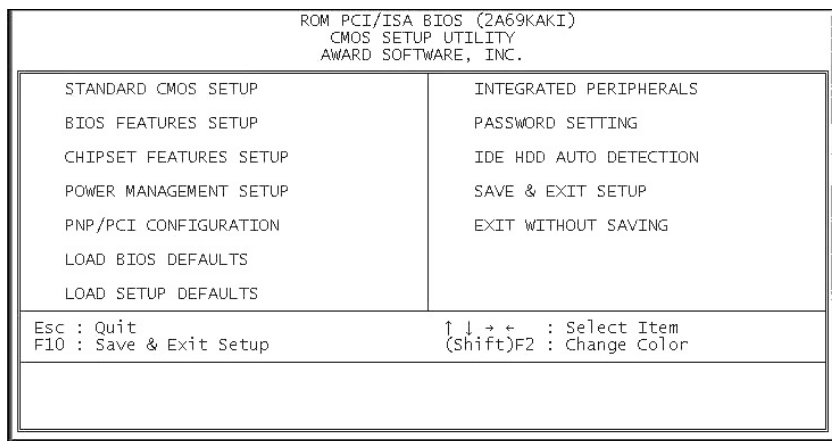 ROM PCI/ISA BIOS (2A69KAKI)
CMOS SETUP UTILITY
AWARD SOFTWARE, INC.
STANDARD CMOS SETUP
BIOS FEATURES SETUP
CHIPSET FEATURES SETUP
POWER MANAGEMENT SETUP
PNP/PCI CONFIGURATION
LOAD BIOS DEFAULTS
LOAD SETUP DEFAULTS
INTEGRATED PERIPHERALS
PASSWORD SETTING
IDE HDD AUTO DETECTION
SAVE & EXIT SETUP
EXIT WITHOUT SAVING
Esc : Quit
F10 : Save & Exit Setup
↑ ↓ → ← : Select Item
(Shift)F2 : Change Color